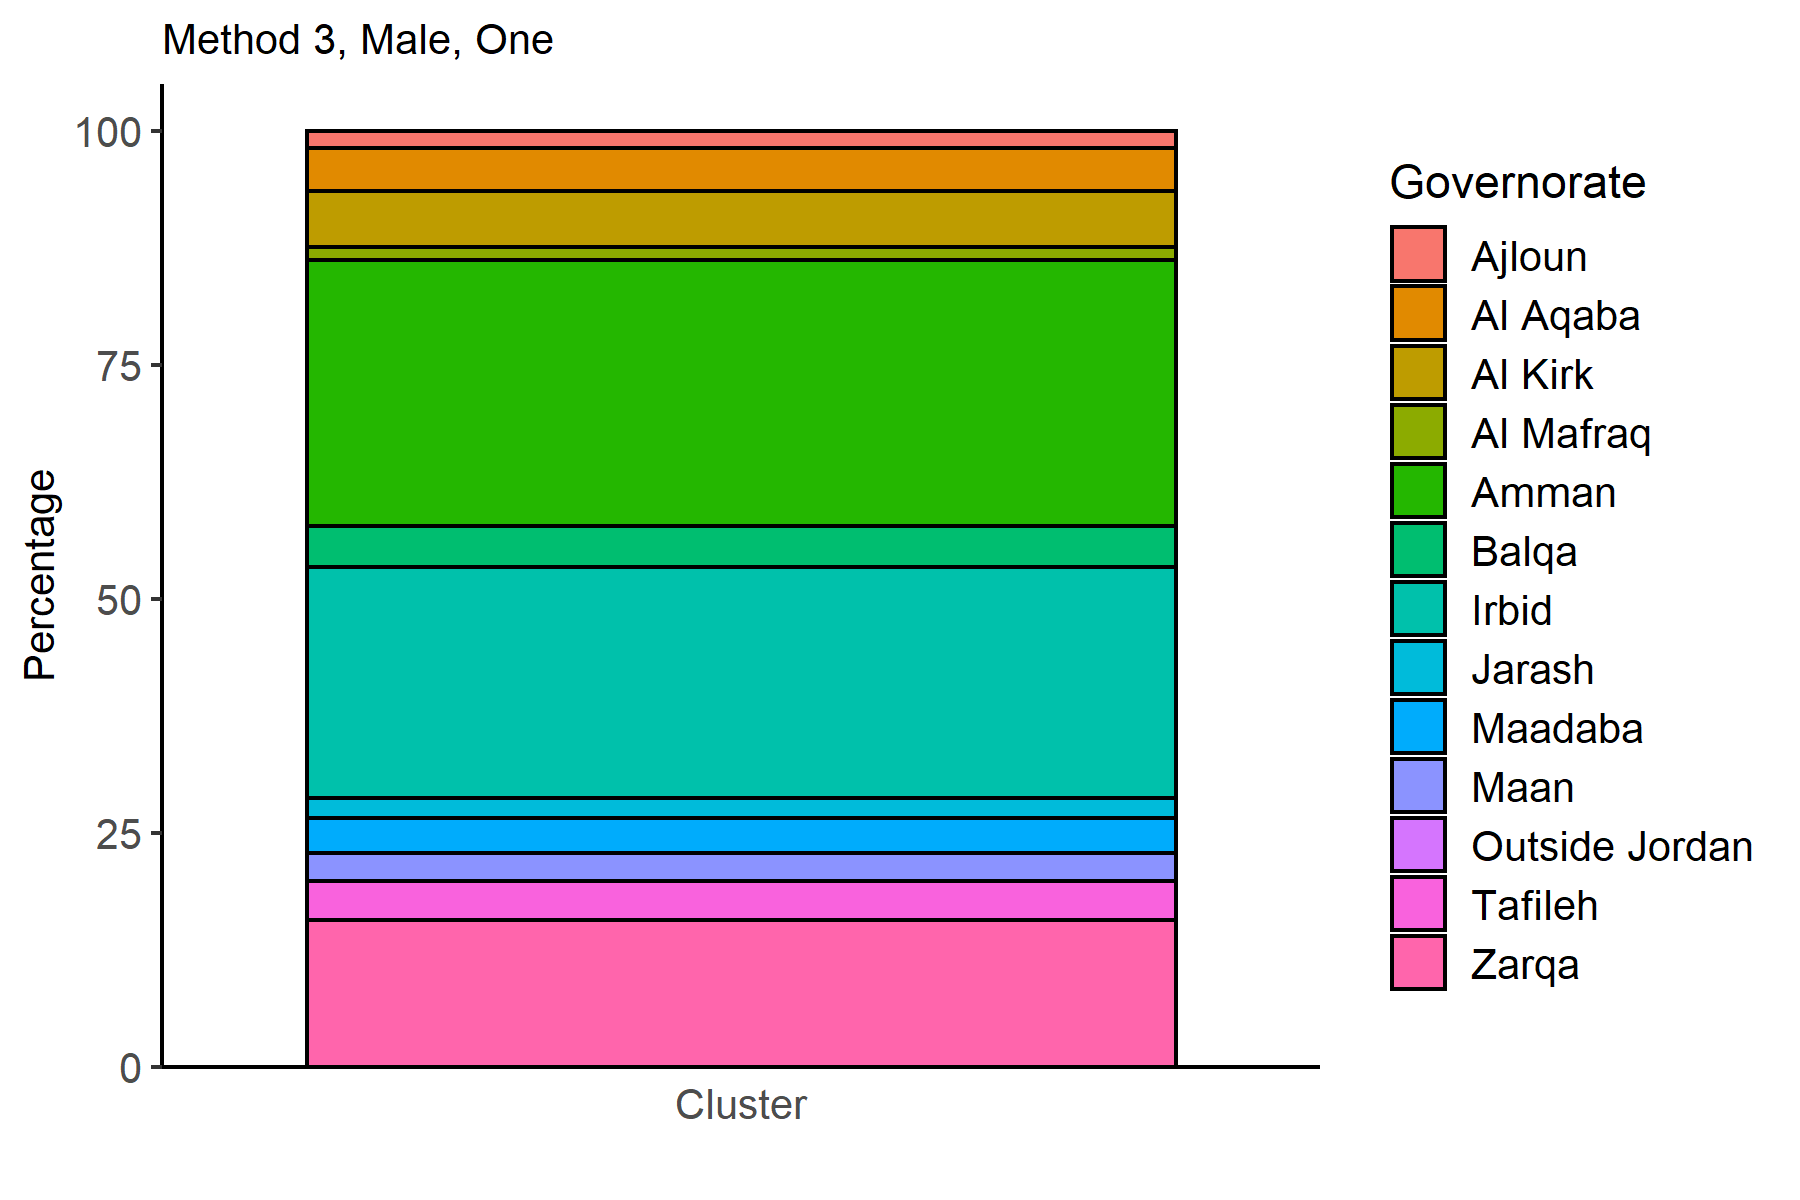 Method 3, Male, One
Percentage
100
75
50
25
0
Cluster
Governorate
Ajloun
Al Aqaba
Al Kirk
Al Mafraq
Amman
Balqa
Irbid
Jarash
Maadaba
Maan
Outside Jordan
Tafileh
Zarqa